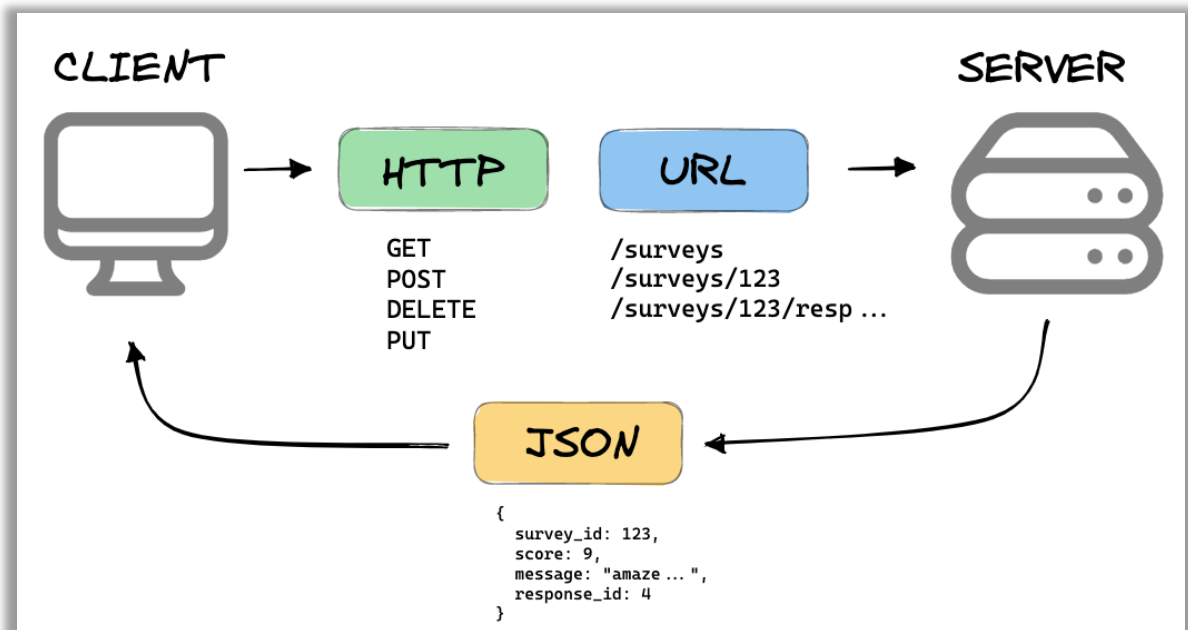 CLIENT
SERVER
HTTP
URL
GET
POST
DELETE
PUT
/surveys
/surveys/123
/surveys/123/resp...
JSON
{
  survey_id: 123,
  score: 9,
  message: "amaze...",
  response_id: 4
}